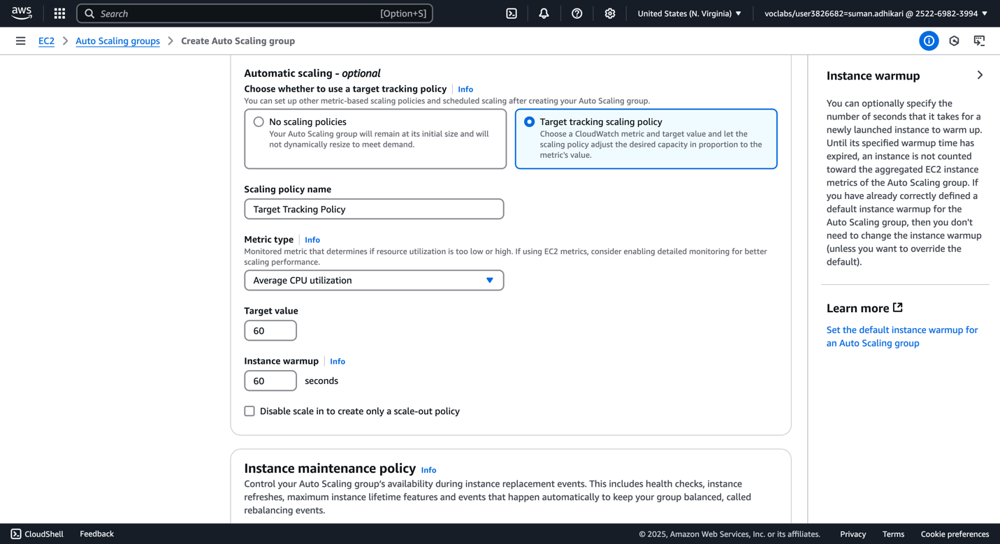 aws
Search
[Option+S]
United States (N. Virginia)
voclabs/user3826682=suman.adhikari @ 2522-6982-3994
EC2
Auto Scaling groups
Create Auto Scaling group
Automatic scaling - optional
Choose whether to use a target tracking policy
Info
You can set up other metric-based scaling policies and scheduled scaling after creating your Auto Scaling group.
No scaling policies
Your Auto Scaling group will remain at its initial size and will
not dynamically resize to meet demand.
Target tracking scaling policy
Choose a CloudWatch metric and target value and let the
scaling policy adjust the desired capacity in proportion to the
metric's value.
Scaling policy name
Target Tracking Policy
Metric type
Info
Monitored metric that determines if resource utilization is too low or high. If using EC2 metrics, consider enabling detailed monitoring for better
scaling performance.
Average CPU utilization
Target value
60
Instance warmup
Info
60
seconds
Disable scale in to create only a scale-out policy
Instance maintenance policy
Info
Control your Auto Scaling group's availability during instance replacement events. This includes health checks, instance
refreshes, maximum instance lifetime features and events that happen automatically to keep your group balanced, called
rebalancing events.
Instance warmup
You can optionally specify the
number of seconds that it takes for a
newly launched instance to warm up.
Until its specified warmup time has
expired, an instance is not counted
toward the aggregated EC2 instance
metrics of the Auto Scaling group. If
you have already correctly defined a
default instance warmup for the
Auto Scaling group, then you don't
need to change the instance warmup
(unless you want to override the
default).
Learn more
Set the default instance warmup for
an Auto Scaling group
CloudShell
Feedback
© 2025, Amazon Web Services, Inc. or its affiliates.
Privacy
Terms
Cookie preferences